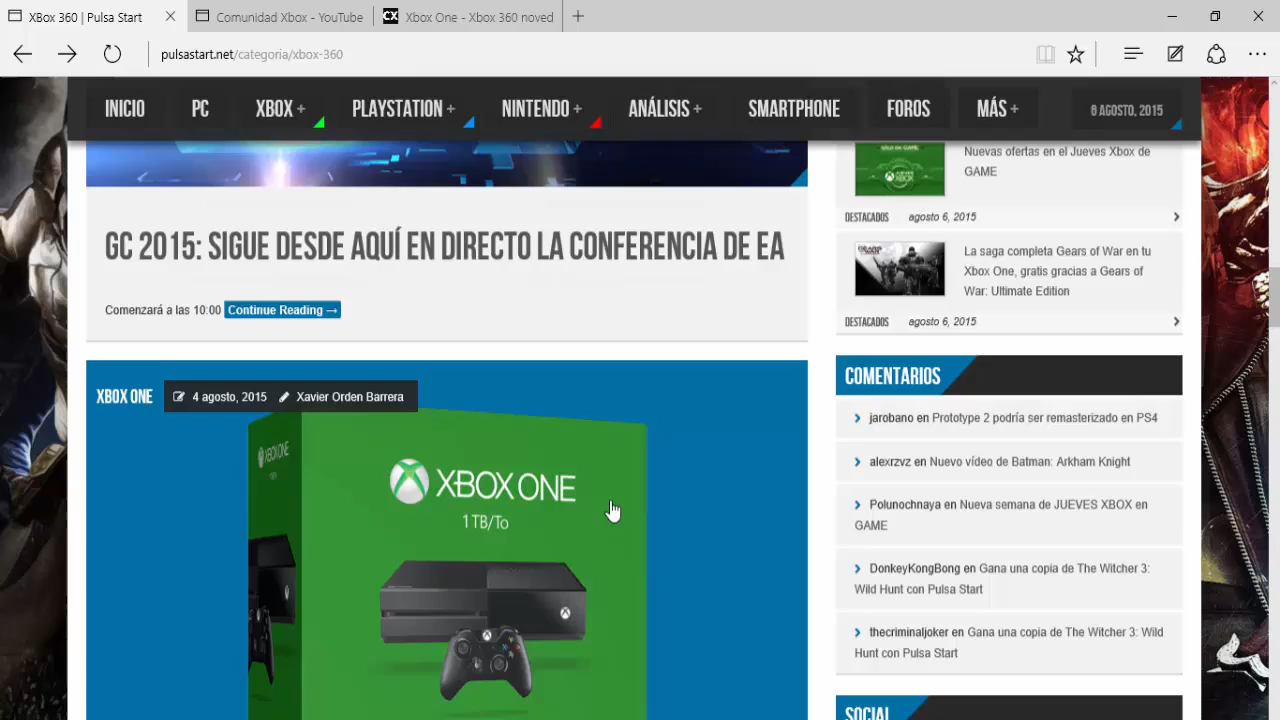 Xbox 360 | Pulsa Start
Comunidad Xbox - YouTube
CX Xbox One - Xbox 360 noved
pulsastart.net/categoria/xbox-360
INICIO PC XBOX + PLAYSTATION + NINTENDO + ANÁLISIS + SMARTPHONE FOROS MÁS + 6 AGOSTO, 2015
GC 2015: SIGUE DESDE AQUÍ EN DIRECTO LA CONFERENCIA DE EA
Comenzará a las 10:00 Continue Reading →
XBOX ONE 4 agosto, 2015 Xavier Orden Barrera
XBOX ONE
XBOX ONE
1TB/To
Nuevas ofertas en el Jueves Xbox de
GAME
DESTACADOS agosto 6, 2015
La saga completa Gears of War en tu
Xbox One, gratis gracias a Gears of
War: Ultimate Edition
DESTACADOS agosto 6, 2015
COMENTARIOS
jarobano en Prototype 2 podría ser remasterizado en PS4
alexrzvz en Nuevo vídeo de Batman: Arkham Knight
Polunochnaya en Nueva semana de JUEVES XBOX en
GAME
DonkeyKongBong en Gana una copia de The Witcher 3:
Wild Hunt con Pulsa Start
thecriminaljoker en Gana una copia de The Witcher 3: Wild
Hunt con Pulsa Start
SOCIAL